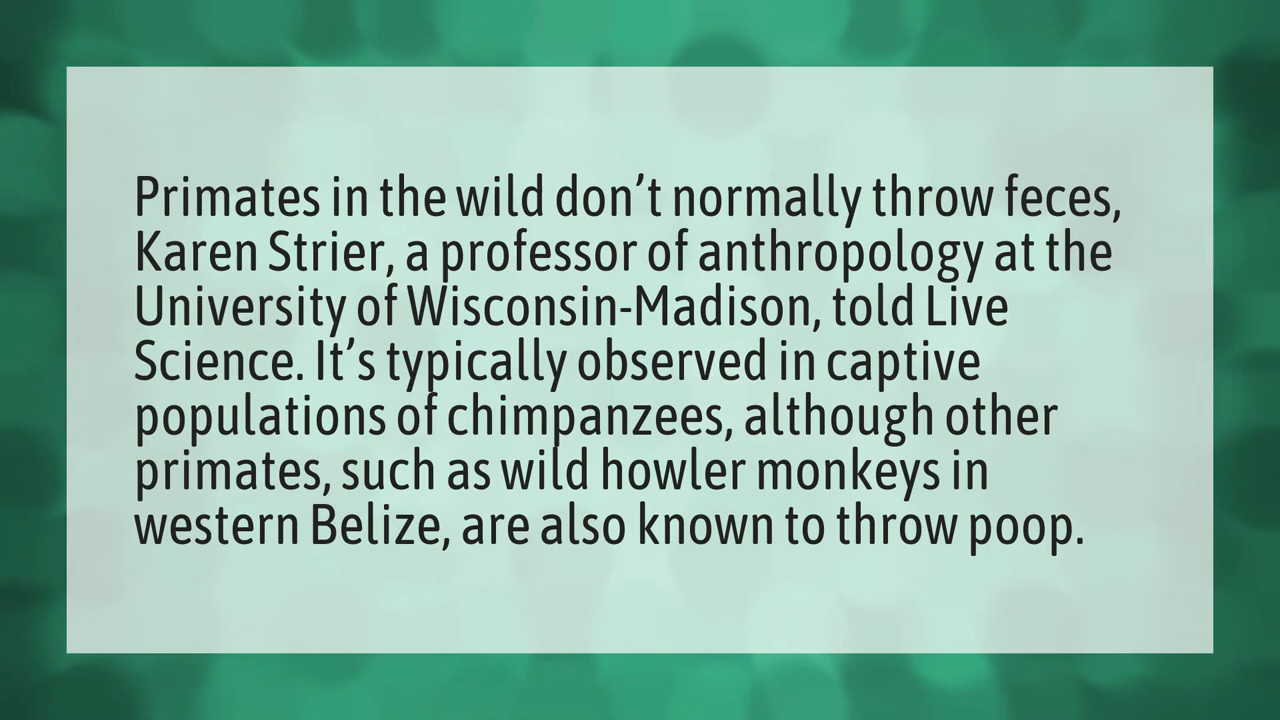 Primates in the wild don’t normally throw feces,
Karen Strier, a professor of anthropology at the
University of Wisconsin-Madison, told Live
Science. It’s typically observed in captive
populations of chimpanzees, although other
primates, such as wild howler monkeys in
western Belize, are also known to throw poop.